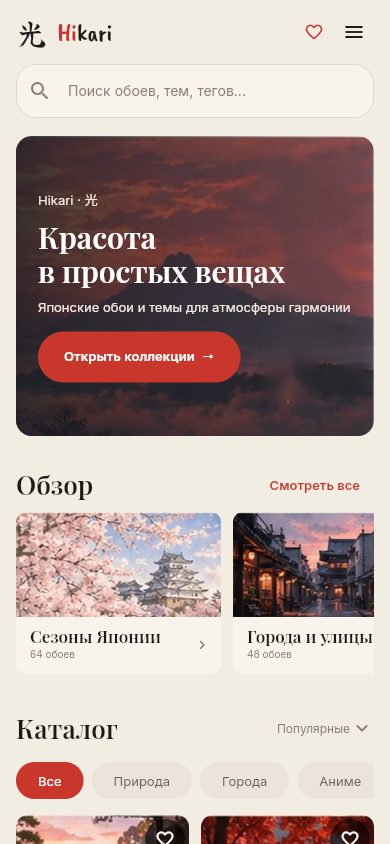 光 Hikari
Поиск обоев, тем, тегов...
Hikari · 光
Красота
в простых вещах
Японские обои и темы для атмосферы гармонии
Открыть коллекции →
Обзор
Смотреть все
Сезоны Японии
64 обоев
Города и улицы
48 обоев
Каталог
Популярные
Все
Природа
Города
Аниме